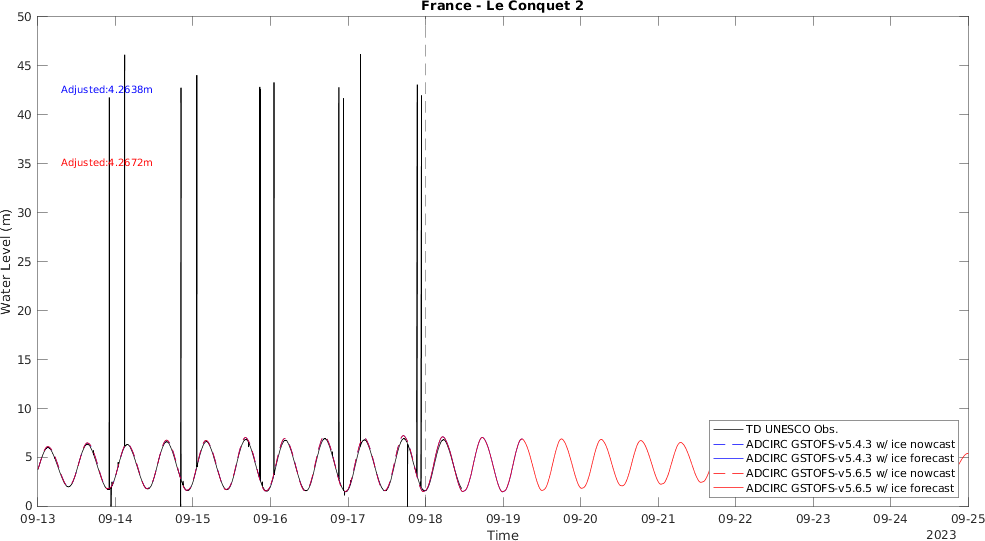 France - Le Conquet 2
50
45
40
35
30
25
20
15
10
5
0
Water Level (m)
Adjusted:4.2638m
Adjusted:4.2672m
TD UNESCO Obs.
ADCIRC GSTOFS-v5.4.3 w/ ice nowcast
ADCIRC GSTOFS-v5.4.3 w/ ice forecast
ADCIRC GSTOFS-v5.6.5 w/ ice nowcast
ADCIRC GSTOFS-v5.6.5 w/ ice forecast
09-13 09-14 09-15 09-16 09-17 09-18 09-19 09-20 09-21 09-22 09-23 09-24 09-25
Time
2023